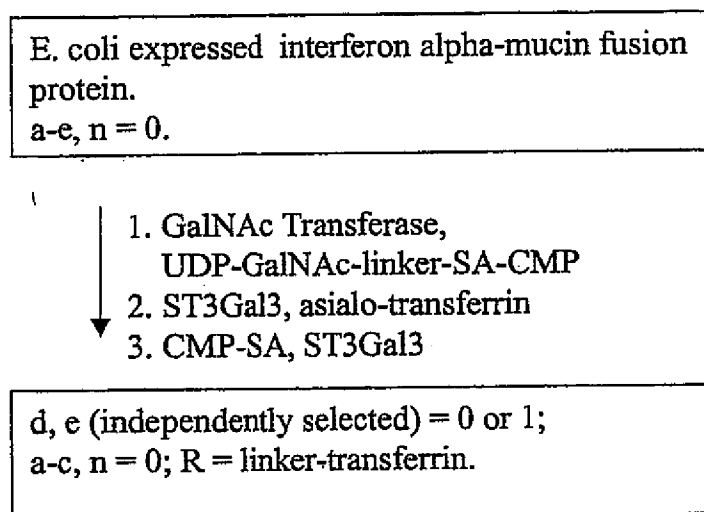 E. coli expressed interferon alpha-mucin fusion
protein.
a-e, n = 0.
1. GalNAc Transferase,
UDP-GalNAc-linker-SA-CMP
2. ST3Gal3, asialo-transferrin
3. CMP-SA, ST3Gal3
d, e (independently selected) = 0 or 1;
a-c, n = 0; R = linker-transferrin.